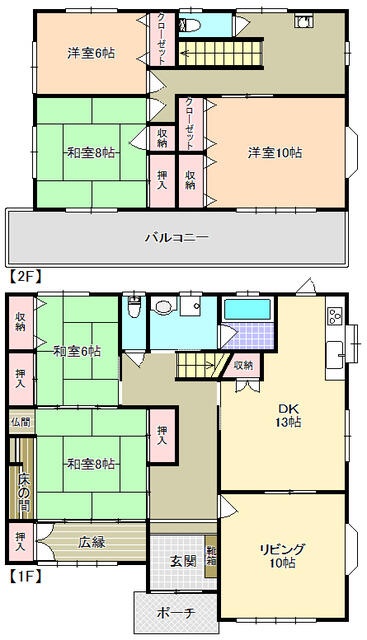 洋室6帖
クローゼット
和室8帖
収納
押入
クローゼット
収納
洋室10帖
バルコニー
【2F】
収納
和室6帖
押入
仏間
床の間
和室8帖
押入
収納
DK
13帖
押入
広縁
玄関
靴箱
リビング
10帖
【1F】
ポーチ